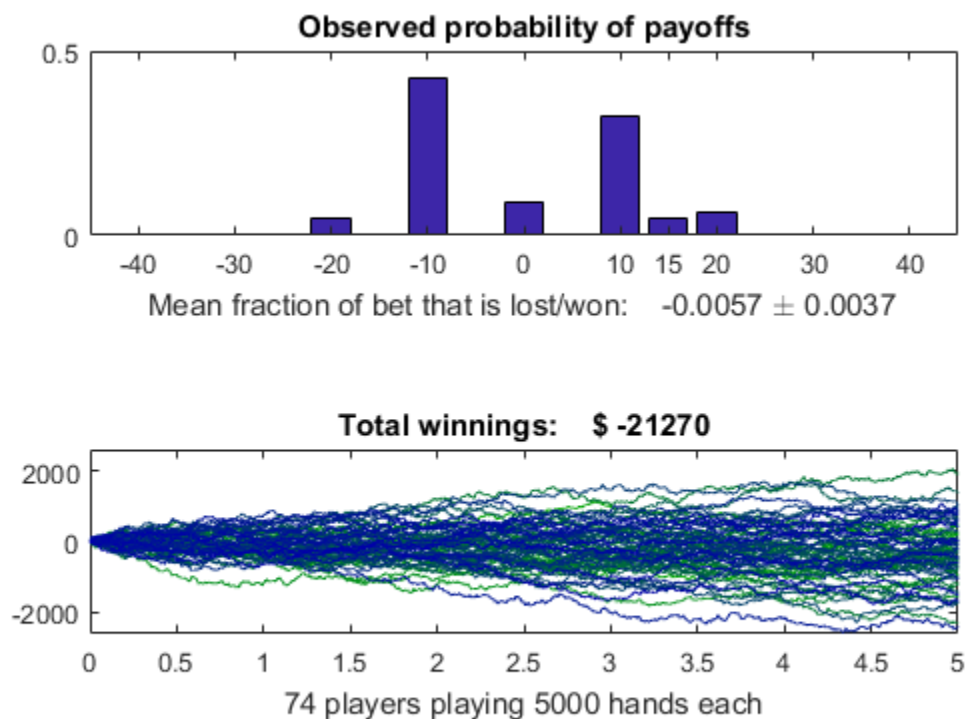 Observed probability of payoffs
0.5
0
-40 -30 -20 -10 0 10 15 20 30 40
Mean fraction of bet that is lost/won: -0.0057 ± 0.0037
Total winnings: $ -21270
2000
0
-2000
0 0.5 1 1.5 2 2.5 3 3.5 4 4.5 5
74 players playing 5000 hands each